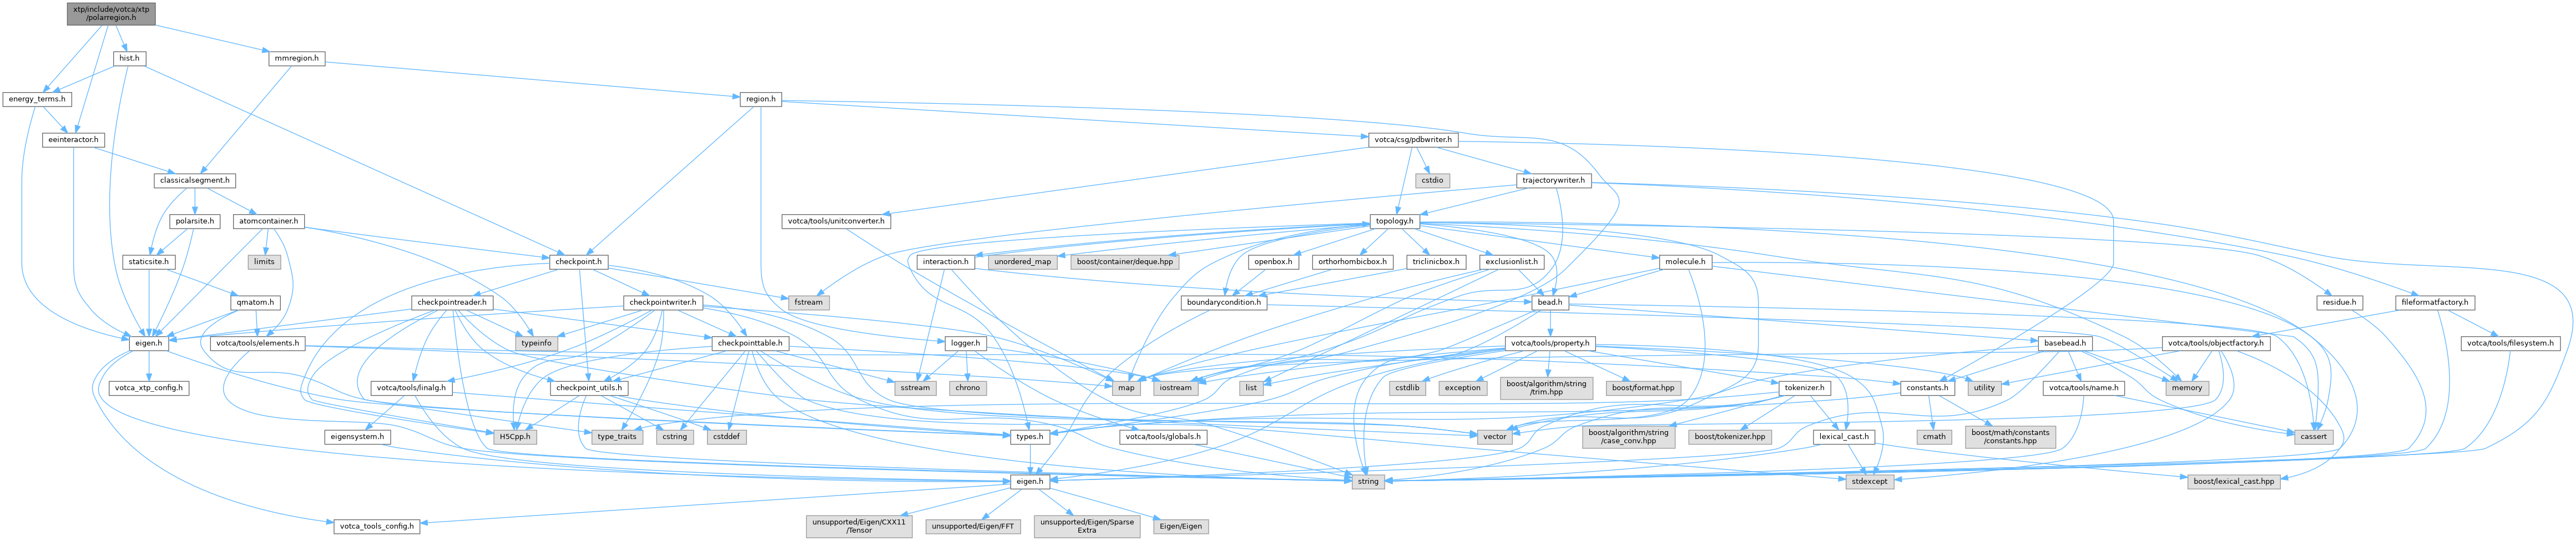 xtp/include/votca/xtp
/polarregion.h
hist.h
mmregion.h
energy_terms.h
region.h
eeinteractor.h
votca/csg/pdbwriter.h
classicalsegment.h
cstdio
trajectorywriter.h
polarsite.h
atomcontainer.h
votca/tools/unitconverter.h
topology.h
staticsite.h
limits
checkpoint.h
interaction.h
unordered_map
boost/container/deque.hpp
openbox.h
orthorhombicbox.h
triclinicbox.h
exclusionlist.h
molecule.h
qmatom.h
checkpointreader.h
checkpointwriter.h
fstream
boundarycondition.h
bead.h
residue.h
fileformatfactory.h
eigen.h
votca/tools/elements.h
typeinfo
checkpointtable.h
logger.h
votca/tools/property.h
basebead.h
votca/tools/objectfactory.h
votca/tools/filesystem.h
votca_xtp_config.h
votca/tools/linalg.h
checkpoint_utils.h
sstream
chrono
map
iostream
list
cstdlib
exception
boost/algorithm/string
/trim.hpp
boost/format.hpp
tokenizer.h
constants.h
utility
votca/tools/name.h
memory
eigensystem.h
H5Cpp.h
type_traits
cstring
cstddef
types.h
votca/tools/globals.h
vector
boost/algorithm/string
/case_conv.hpp
boost/tokenizer.hpp
lexical_cast.h
cmath
boost/math/constants
/constants.hpp
cassert
eigen.h
string
stdexcept
boost/lexical_cast.hpp
votca_tools_config.h
unsupported/Eigen/CXX11
/Tensor
unsupported/Eigen/FFT
unsupported/Eigen/Sparse
Extra
Eigen/Eigen